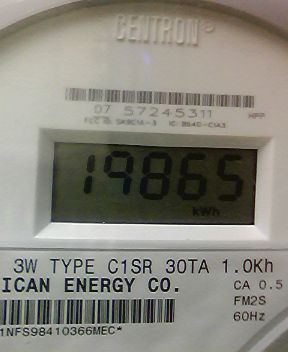 CENTRON®
07 57245311 HPP
19865
kWh
3W TYPE C1SR 30TA 1.0Kh
ICAN ENERGY CO. CA 0.5
FM2S
60Hz
1NFS98410366MEC*